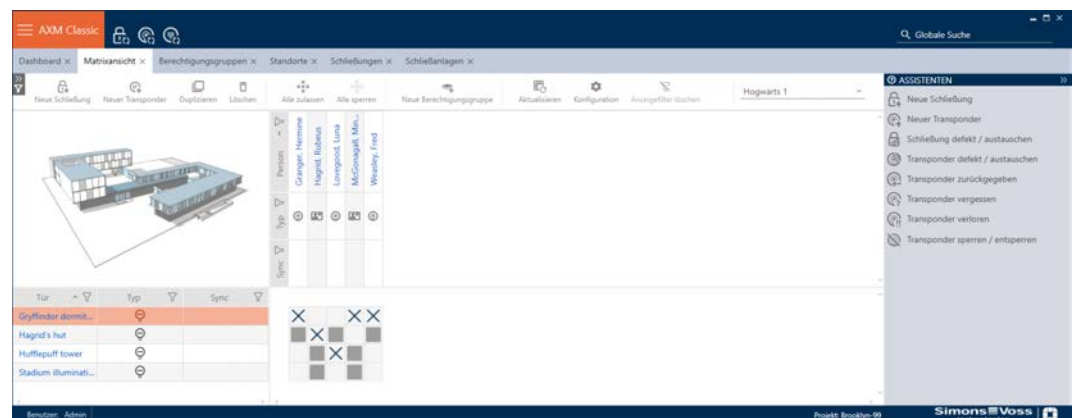 AXM Classic
Globale Suche
Dashboard × Matrixansicht × Berechtigungsgruppen × Standorte × Schließungen × Schließanlagen ×
Neue Schließung Neuer Transponder Duplizieren Löschen Alle zulassen Alle sperren Neue Berechtigungsgruppe Aktualisieren Konfiguration Anzeigefilter löschen Hogwarts 1
ASSISTENTEN
Neue Schließung
Neuer Transponder
Schließung defekt / austauschen
Transponder defekt / austauschen
Transponder zurückgegeben
Transponder vergessen
Transponder verloren
Transponder sperren / entsperren
Person
Granger, Hermine
Hagrid, Rubeus
Lovegood, Luna
McGonagall, Min...
Weasley, Fred
Typ
Sync
Tür Typ Sync
Gryffindor dormit...
Hagrid's hut
Hufflepuff tower
Stadium illuminati...
Benutzer: Admin
Projekt: Brooklyn-99
SimonsVoss